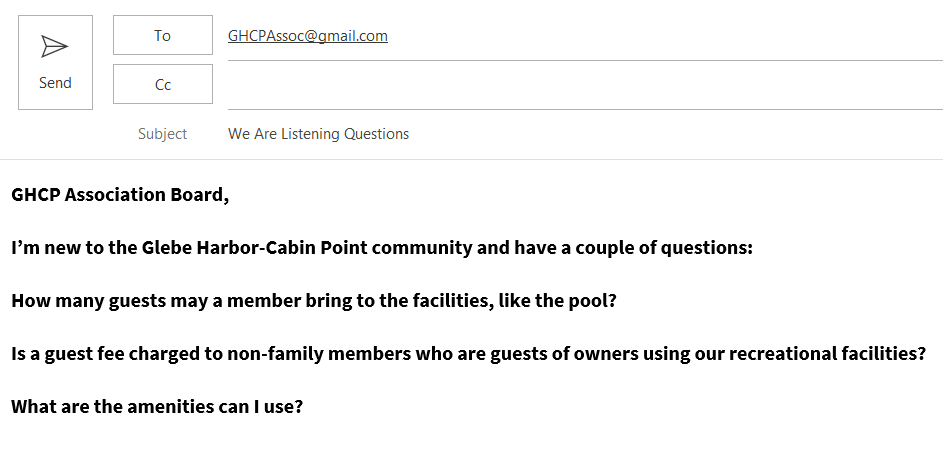 To
GHCPAssoc@gmail.com
Send
Cc
Subject
We Are Listening Questions
GHCP Association Board,
I’m new to the Glebe Harbor-Cabin Point community and have a couple of questions:
How many guests may a member bring to the facilities, like the pool?
Is a guest fee charged to non-family members who are guests of owners using our recreational facilities?
What are the amenities can I use?